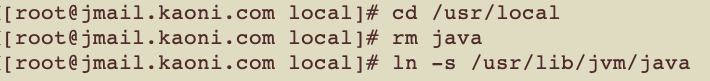 [root@jmail.kaoni.com local]# cd /usr/local
[root@jmail.kaoni.com local]# rm java
[root@jmail.kaoni.com local]# ln -s /usr/lib/jvm/java